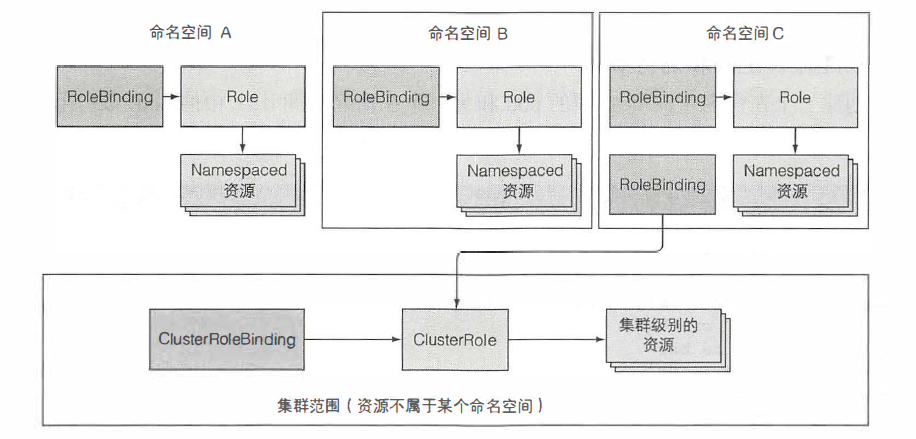 命名空间 A
命名空间 B
命名空间 C
RoleBinding
Role
RoleBinding
Role
RoleBinding
Role
Namespaced
资源
Namespaced
资源
RoleBinding
Namespaced
资源
ClusterRoleBinding
ClusterRole
集群级别的
资源
集群范围（资源不属于某个命名空间）